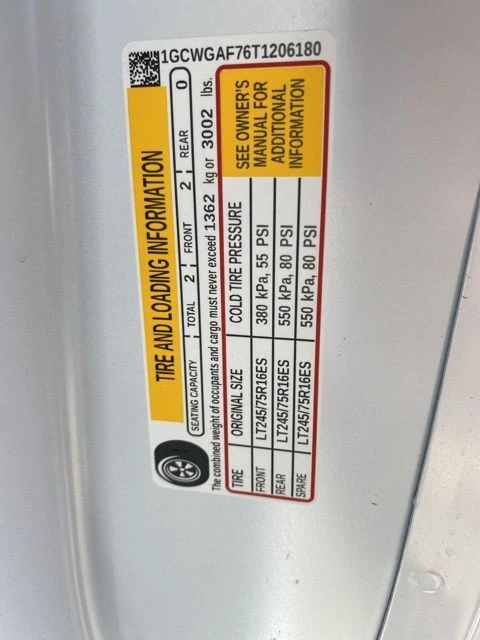 1GCWGAF76T1206180
TIRE AND LOADING INFORMATION
SEATING CAPACITY TOTAL 2 FRONT 2 REAR 0
The combined weight of occupants and cargo must never exceed 1362 kg or 3002 lbs.
TIRE ORIGINAL SIZE COLD TIRE PRESSURE
FRONT LT245/75R16ES 380 kPa, 55 PSI
REAR LT245/75R16ES 550 kPa, 80 PSI
SPARE LT245/75R16ES 550 kPa, 80 PSI
SEE OWNER'S
MANUAL FOR
ADDITIONAL
INFORMATION